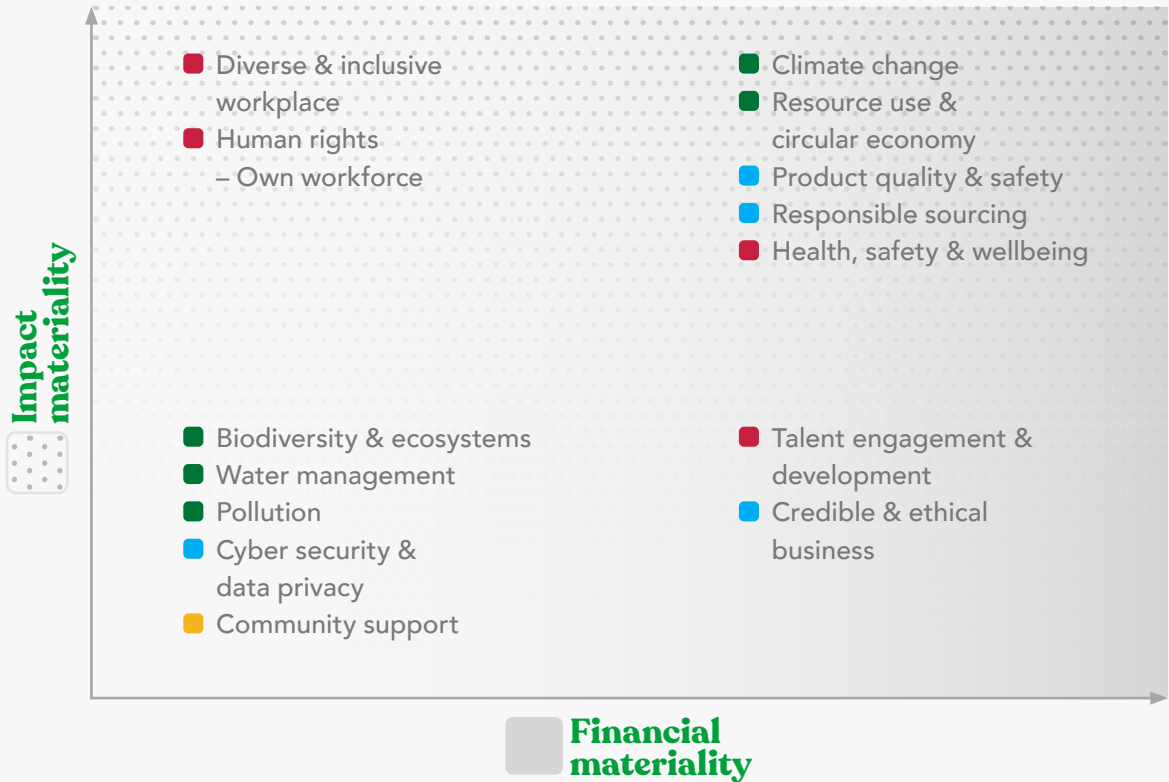 Diverse & inclusive
workplace
Human rights
– Own workforce
Climate change
Resource use &
circular economy
Product quality & safety
Responsible sourcing
Health, safety & wellbeing
Impact
materiality
Biodiversity & ecosystems
Water management
Pollution
Cyber security &
data privacy
Community support
Talent engagement &
development
Credible & ethical
business
Financial
materiality